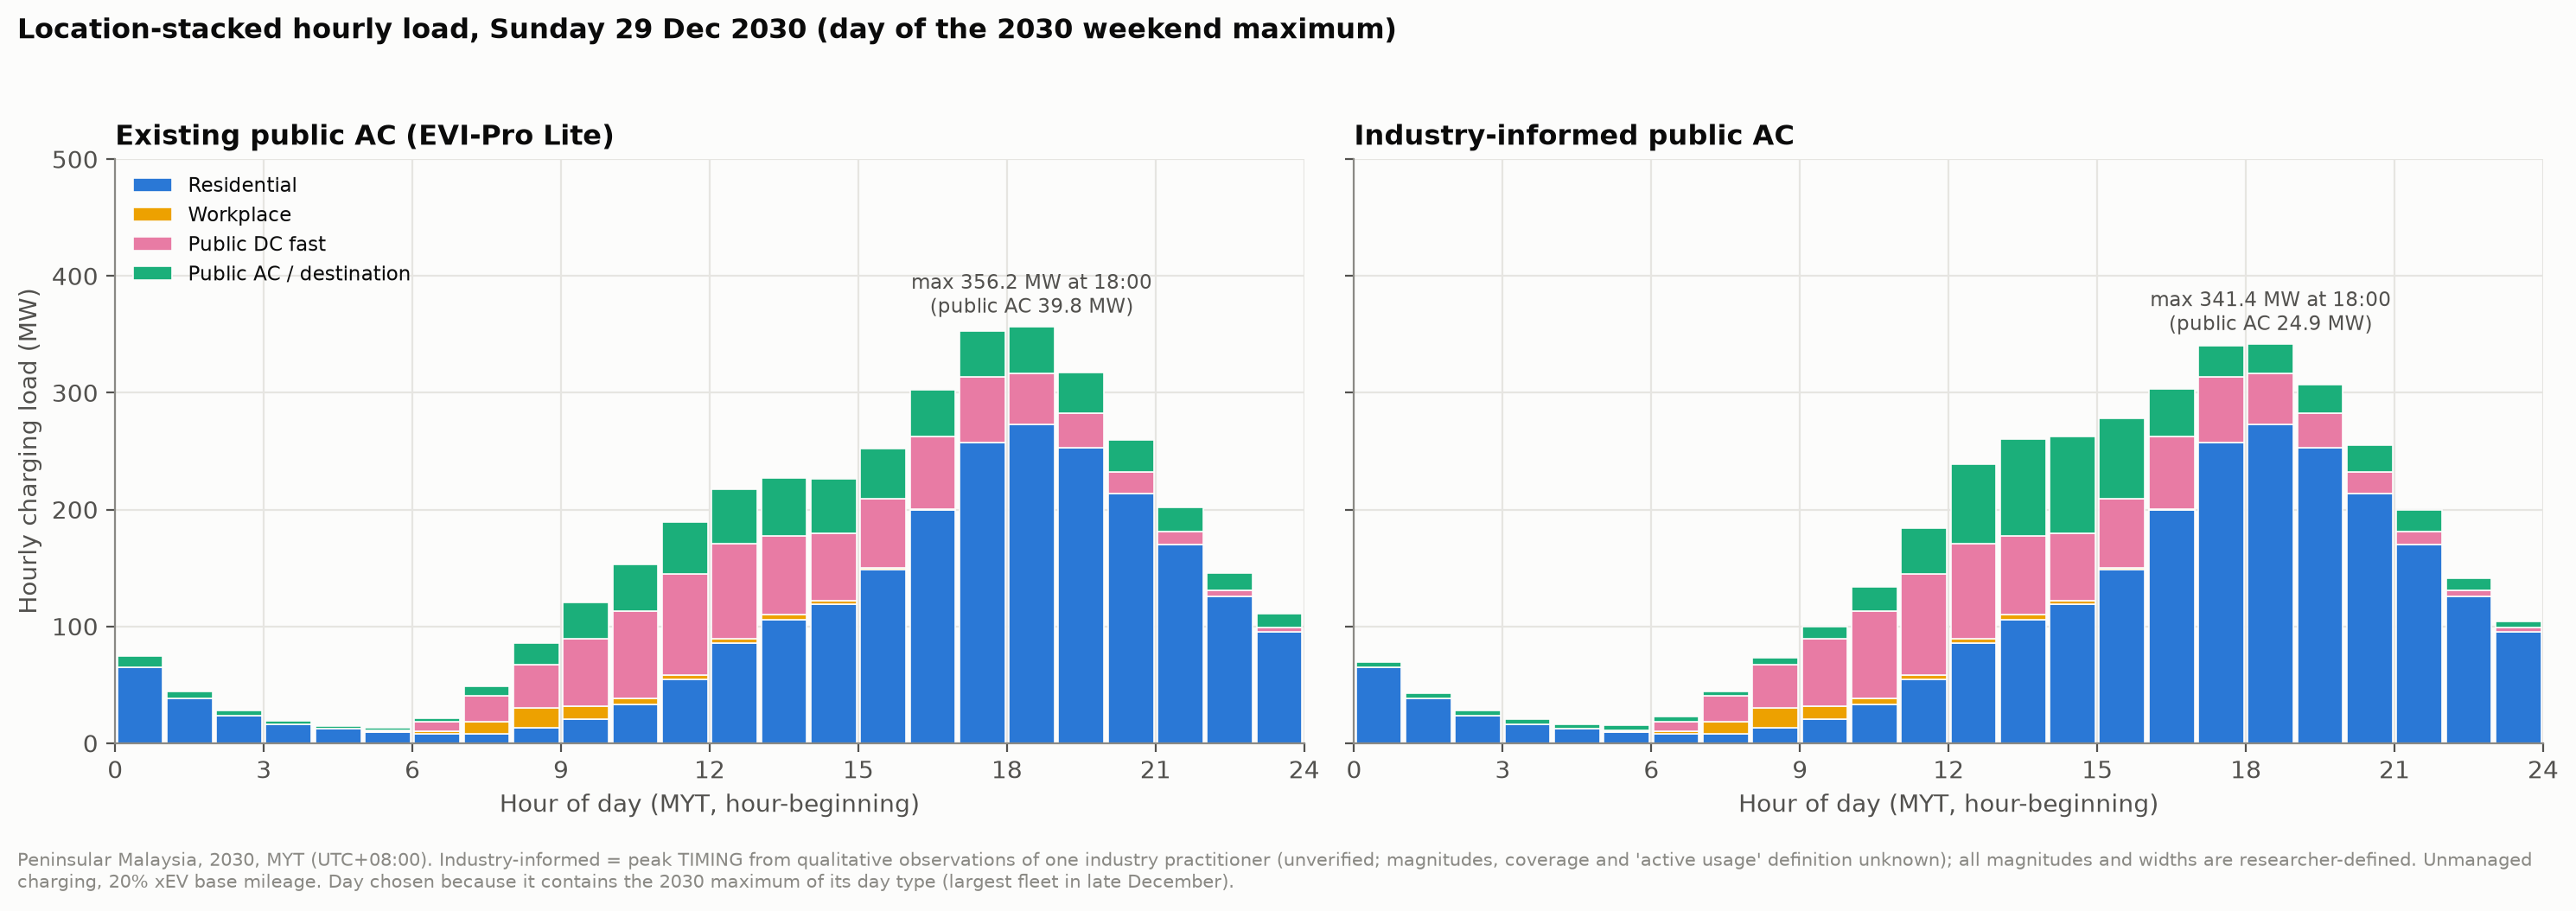 Location-stacked hourly load, Sunday 29 Dec 2030 (day of the 2030 weekend maximum)
Existing public AC (EVI-Pro Lite)
500
400
300
200
100
0
Hourly charging load (MW)
Residential
Workplace
Public DC fast
Public AC / destination
max 356.2 MW at 18:00
(public AC 39.8 MW)
0 3 6 9 12 15 18 21 24
Hour of day (MYT, hour-beginning)
Industry-informed public AC
max 341.4 MW at 18:00
(public AC 24.9 MW)
0 3 6 9 12 15 18 21 24
Hour of day (MYT, hour-beginning)
Peninsular Malaysia, 2030, MYT (UTC+08:00). Industry-informed = peak TIMING from qualitative observations of one industry practitioner (unverified; magnitudes, coverage and 'active usage' definition unknown); all magnitudes and widths are researcher-defined. Unmanaged
charging, 20% xEV base mileage. Day chosen because it contains the 2030 maximum of its day type (largest fleet in late December).